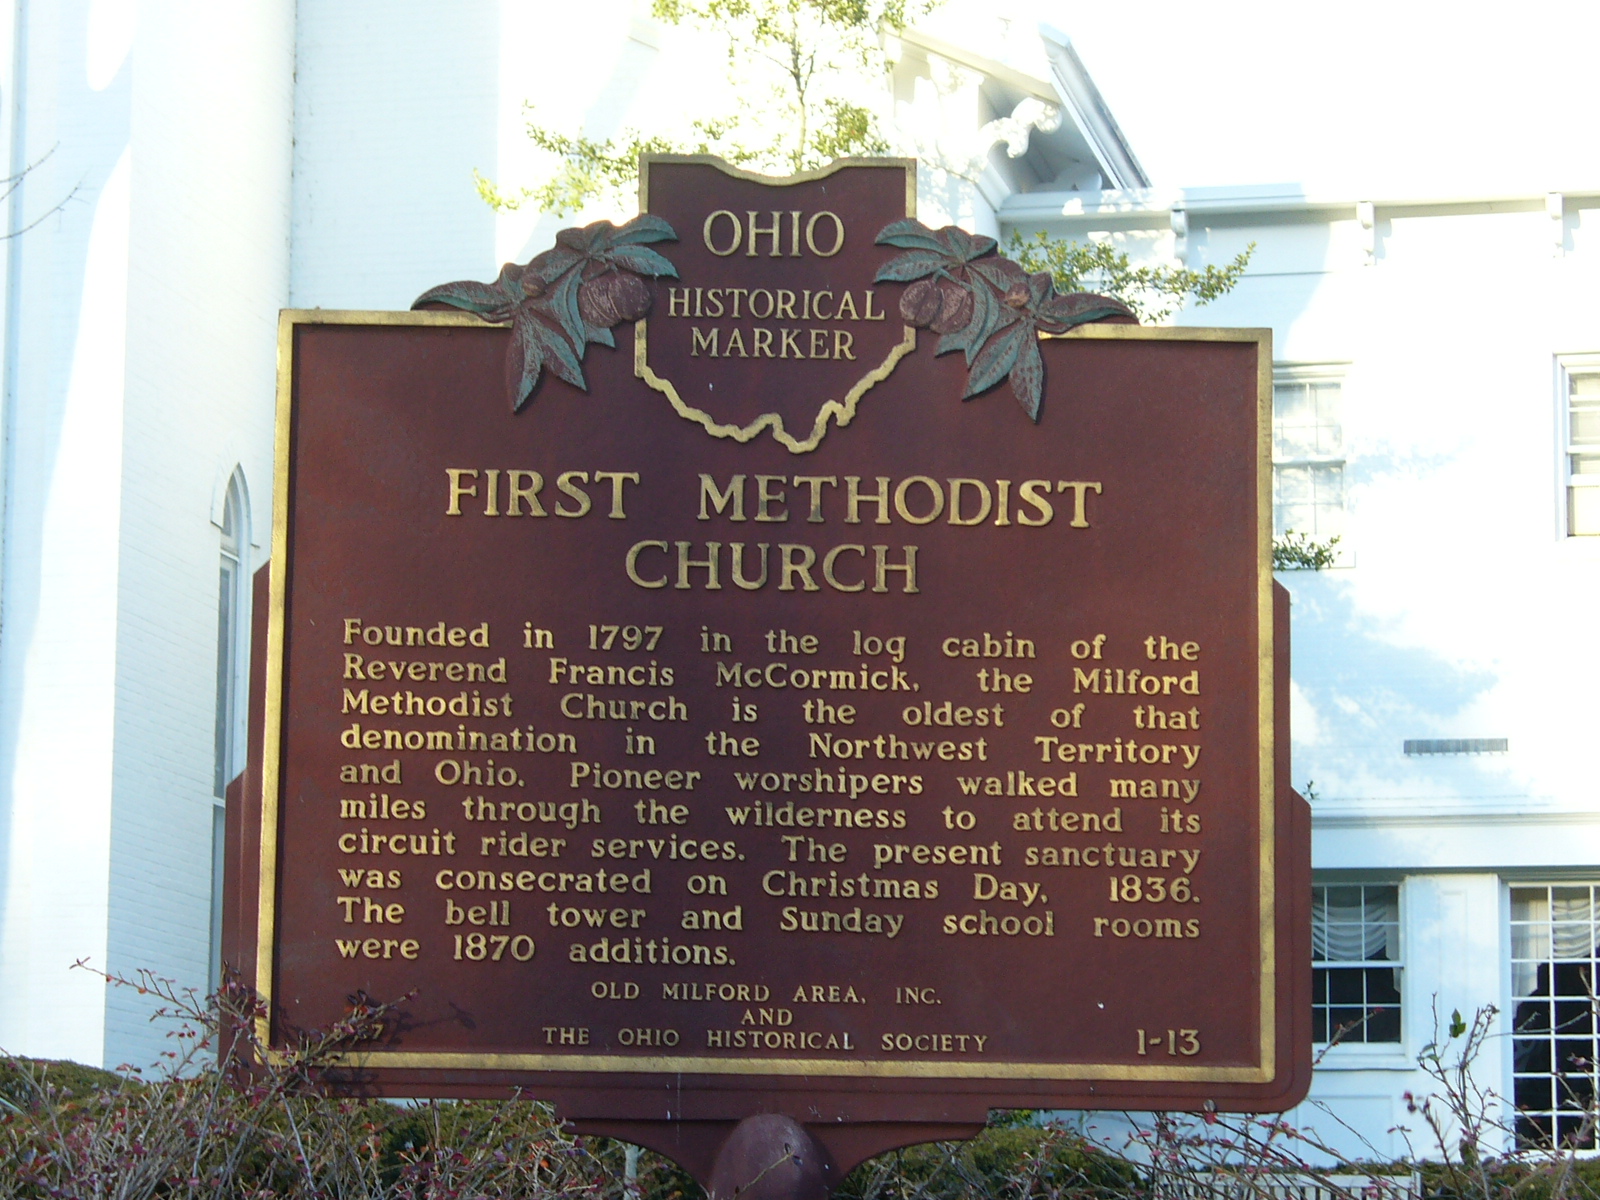 OHIO
HISTORICAL
MARKER
FIRST METHODIST
CHURCH
Founded in 1797 in the log cabin of the
Reverend Francis McCormick, the Milford
Methodist Church is the oldest of that
denomination in the Northwest Territory
and Ohio. Pioneer worshipers walked many
miles through the wilderness to attend its
circuit rider services. The present sanctuary
was consecrated on Christmas Day, 1836.
The bell tower and Sunday school rooms
were 1870 additions.
OLD MILFORD AREA, INC.
AND
THE OHIO HISTORICAL SOCIETY
1-13